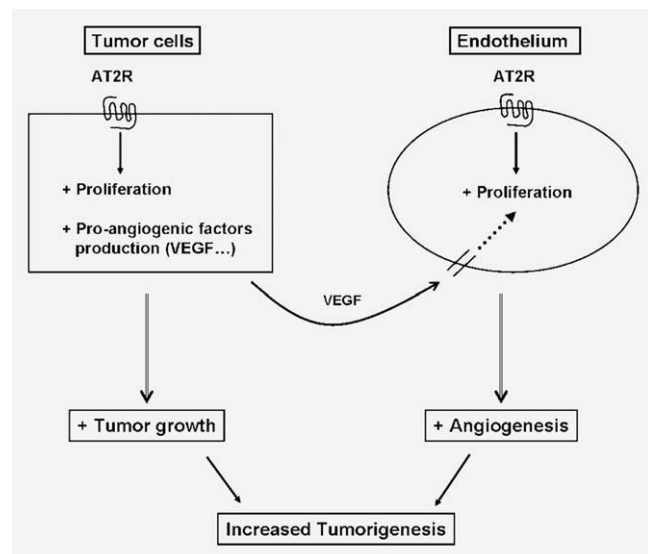 Tumor cells
Endothelium
AT2R
AT2R
+ Proliferation
+ Pro-angiogenic factors
production (VEGF...)
+ Proliferation
VEGF
+ Tumor growth
+ Angiogenesis
Increased Tumorigenesis